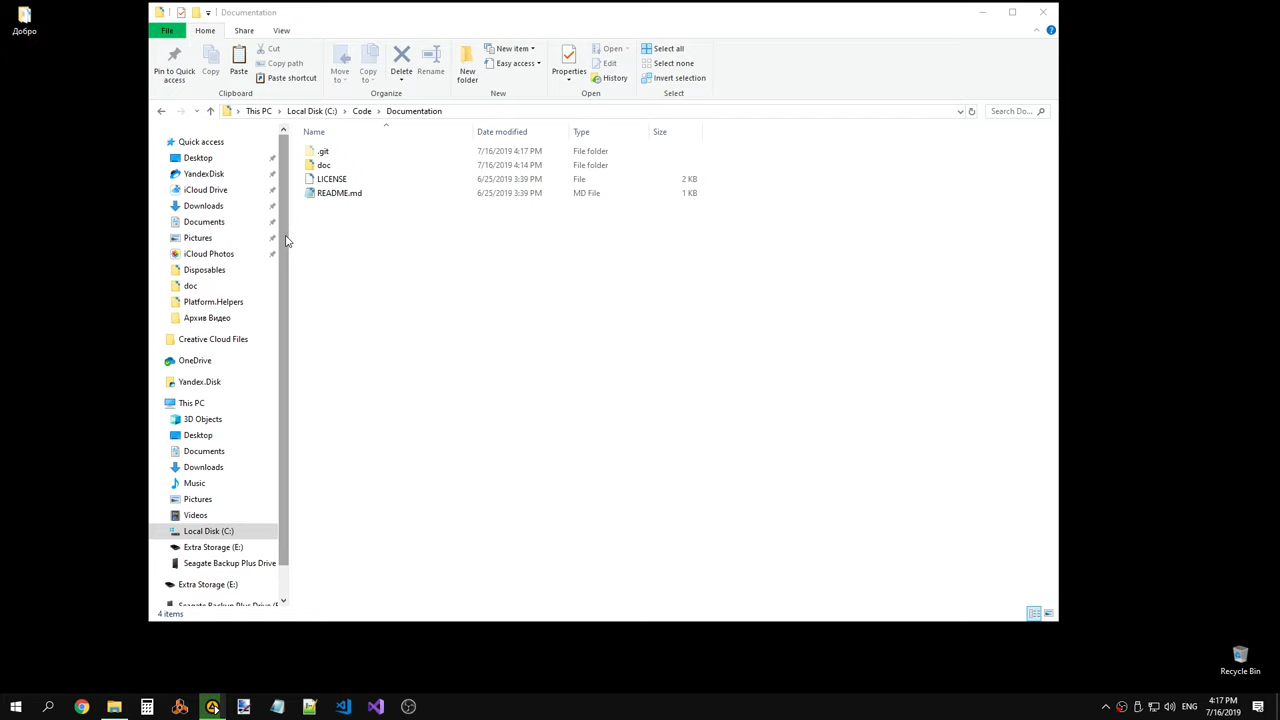 Добро
Documentation
File Home Share View
Pin to Quick access
Copy
Paste
Cut
Copy path
Paste shortcut
Clipboard
Move to
Copy to
Delete
Rename
Organize
New folder
New item
Easy access
New
Properties
Open
Edit
History
Open
Select all
Select none
Invert selection
Select
This PC Local Disk (C:) Code Documentation
Search Do...
Name Date modified Type Size
.git 7/16/2019 4:17 PM File folder
doc 7/16/2019 4:14 PM File folder
LICENSE 6/25/2019 3:39 PM File 2 KB
README.md 6/25/2019 3:39 PM MD File 1 KB
Quick access
Desktop
YandexDisk
iCloud Drive
Downloads
Documents
Pictures
iCloud Photos
Disposables
doc
Platform.Helpers
Архив Видео
Creative Cloud Files
OneDrive
Yandex.Disk
This PC
3D Objects
Desktop
Documents
Downloads
Music
Pictures
Videos
Local Disk (C:)
Extra Storage (E:)
Seagate Backup Plus Drive
Extra Storage (E:)
Seagate Backup Plus Drive (F
4 items
Recycle Bin
ENG
4:17 PM
7/16/2019